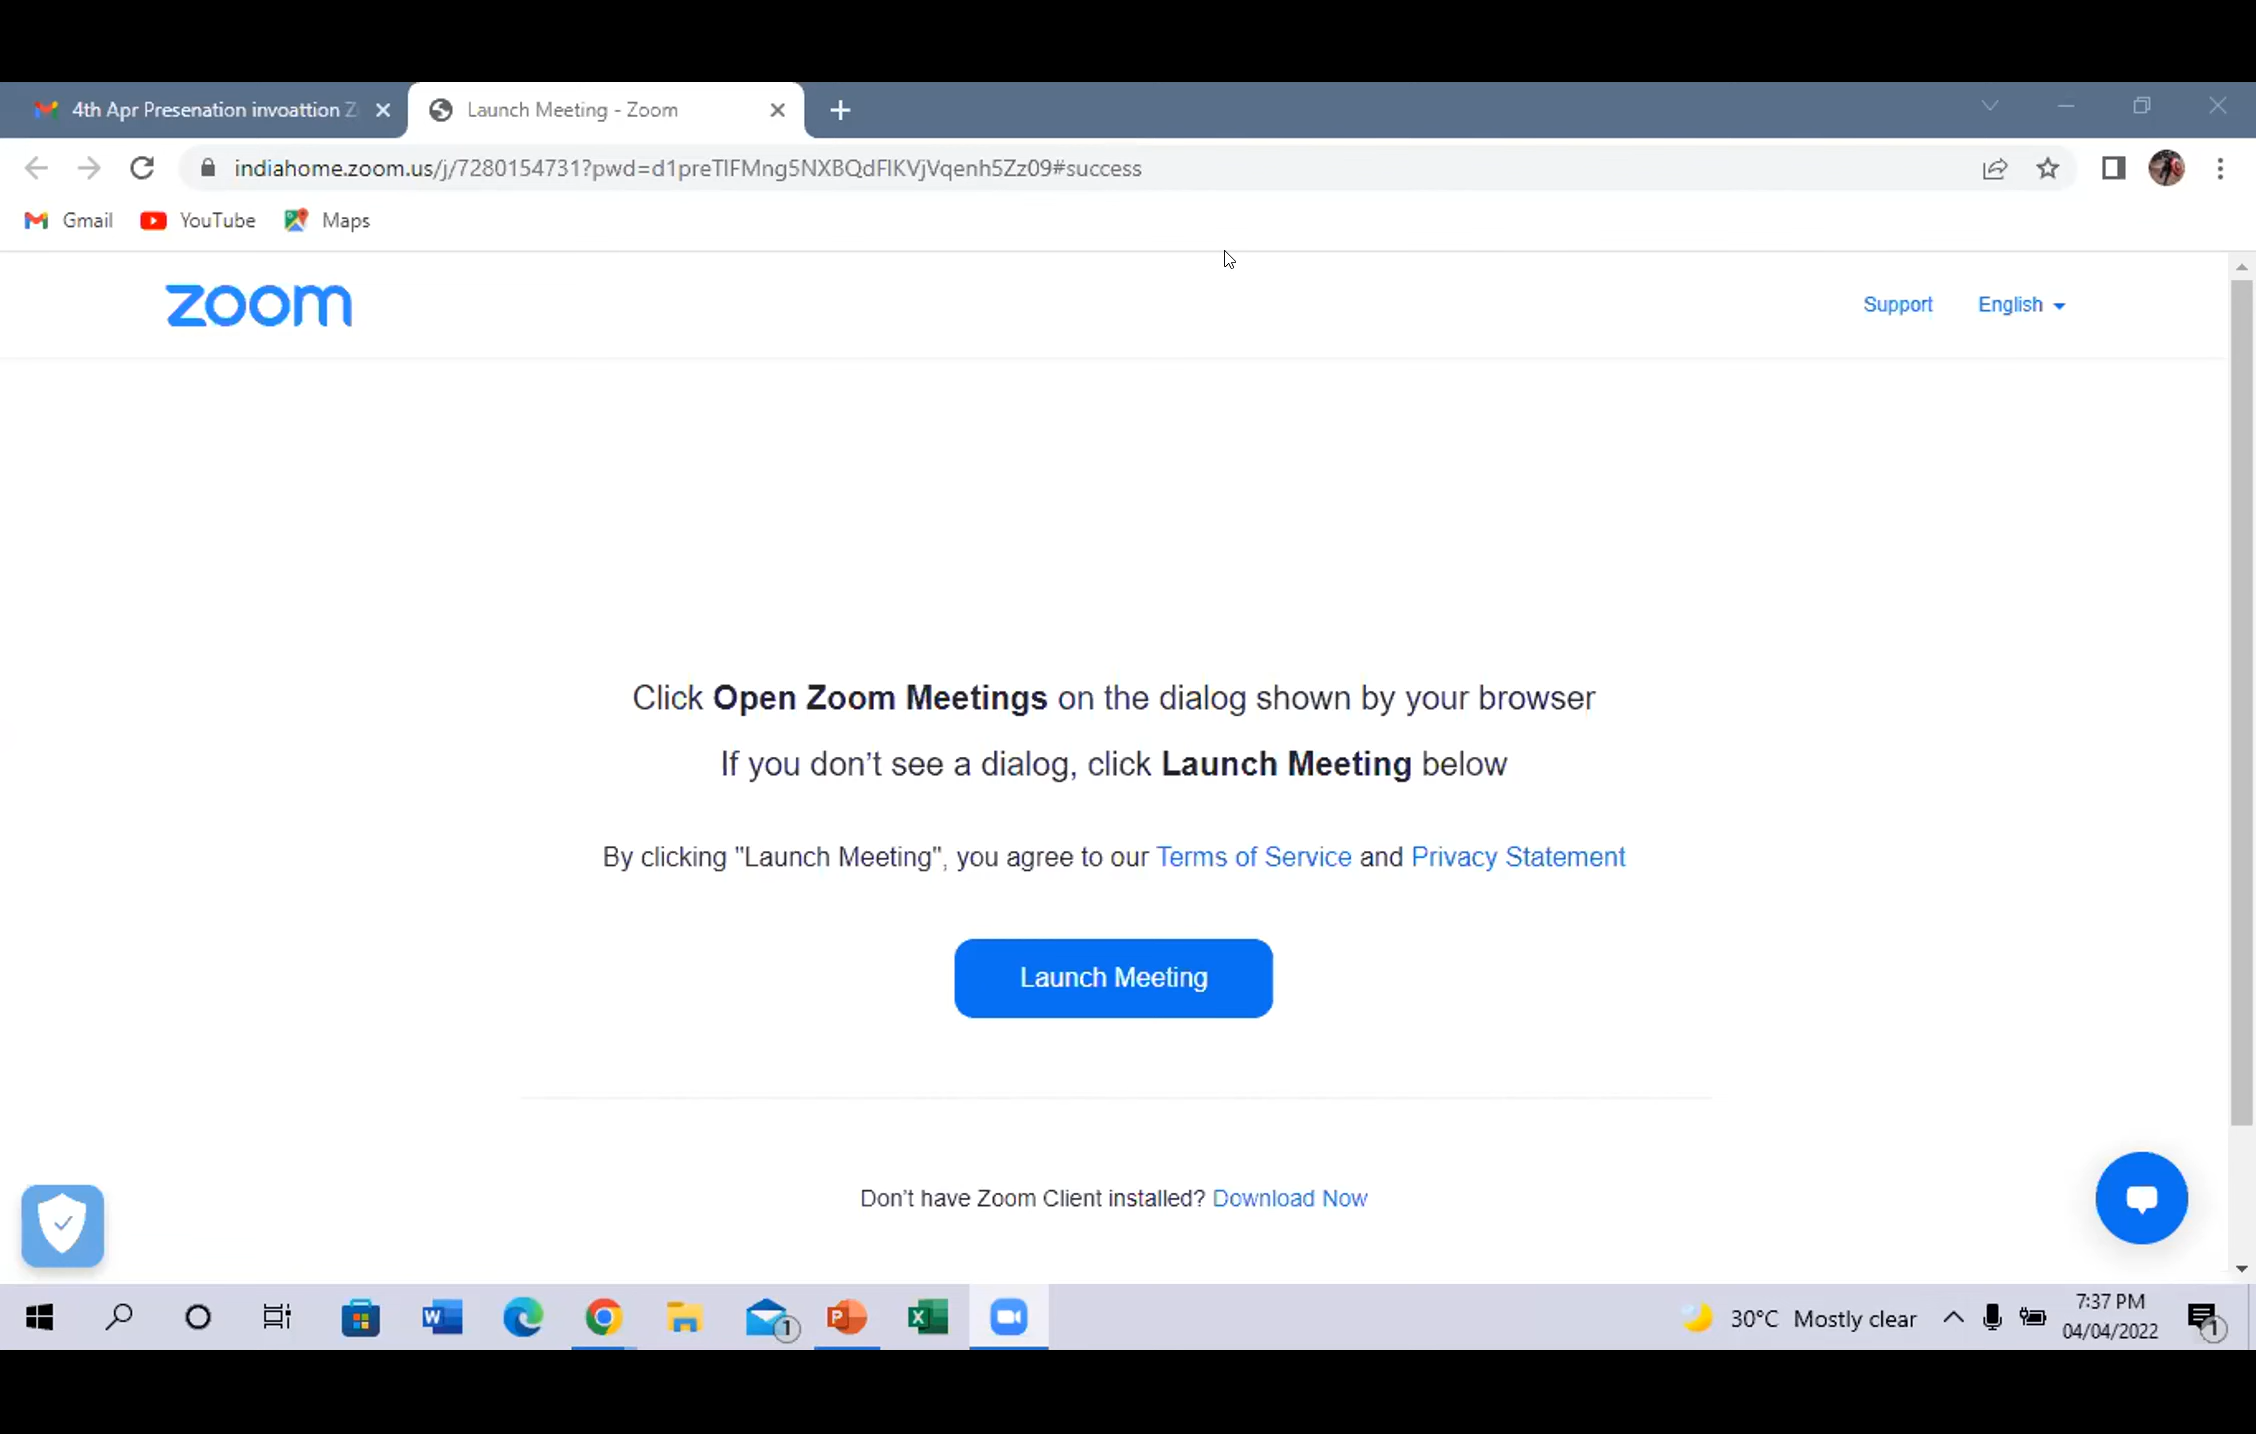 4th Apr Presenation invoattion Z
Launch Meeting - Zoom
indiahome.zoom.us/j/7280154731?pwd=d1preTlFMng5NXBQdFlKVjVqenh5Zz09#success
Gmail
YouTube
Maps
zoom
Support
English
Click Open Zoom Meetings on the dialog shown by your browser
If you don't see a dialog, click Launch Meeting below
By clicking "Launch Meeting", you agree to our Terms of Service and Privacy Statement
Launch Meeting
Don't have Zoom Client installed? Download Now
W
1
P
X
30°C Mostly clear
7:37 PM
04/04/2022
1